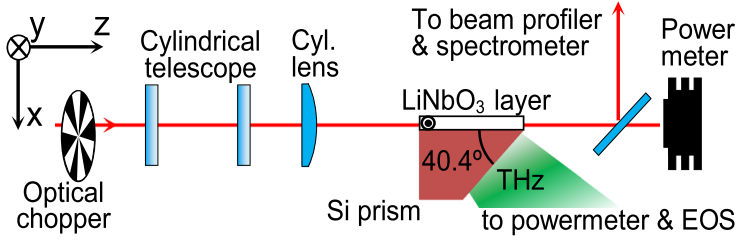 y
z
x
Cylindrical
telescope
Cyl.
lens
To beam profiler
& spectrometer
Power
meter
LiNbO₃ layer
40.4º
THz
Optical
chopper
Si prism
to powermeter & EOS